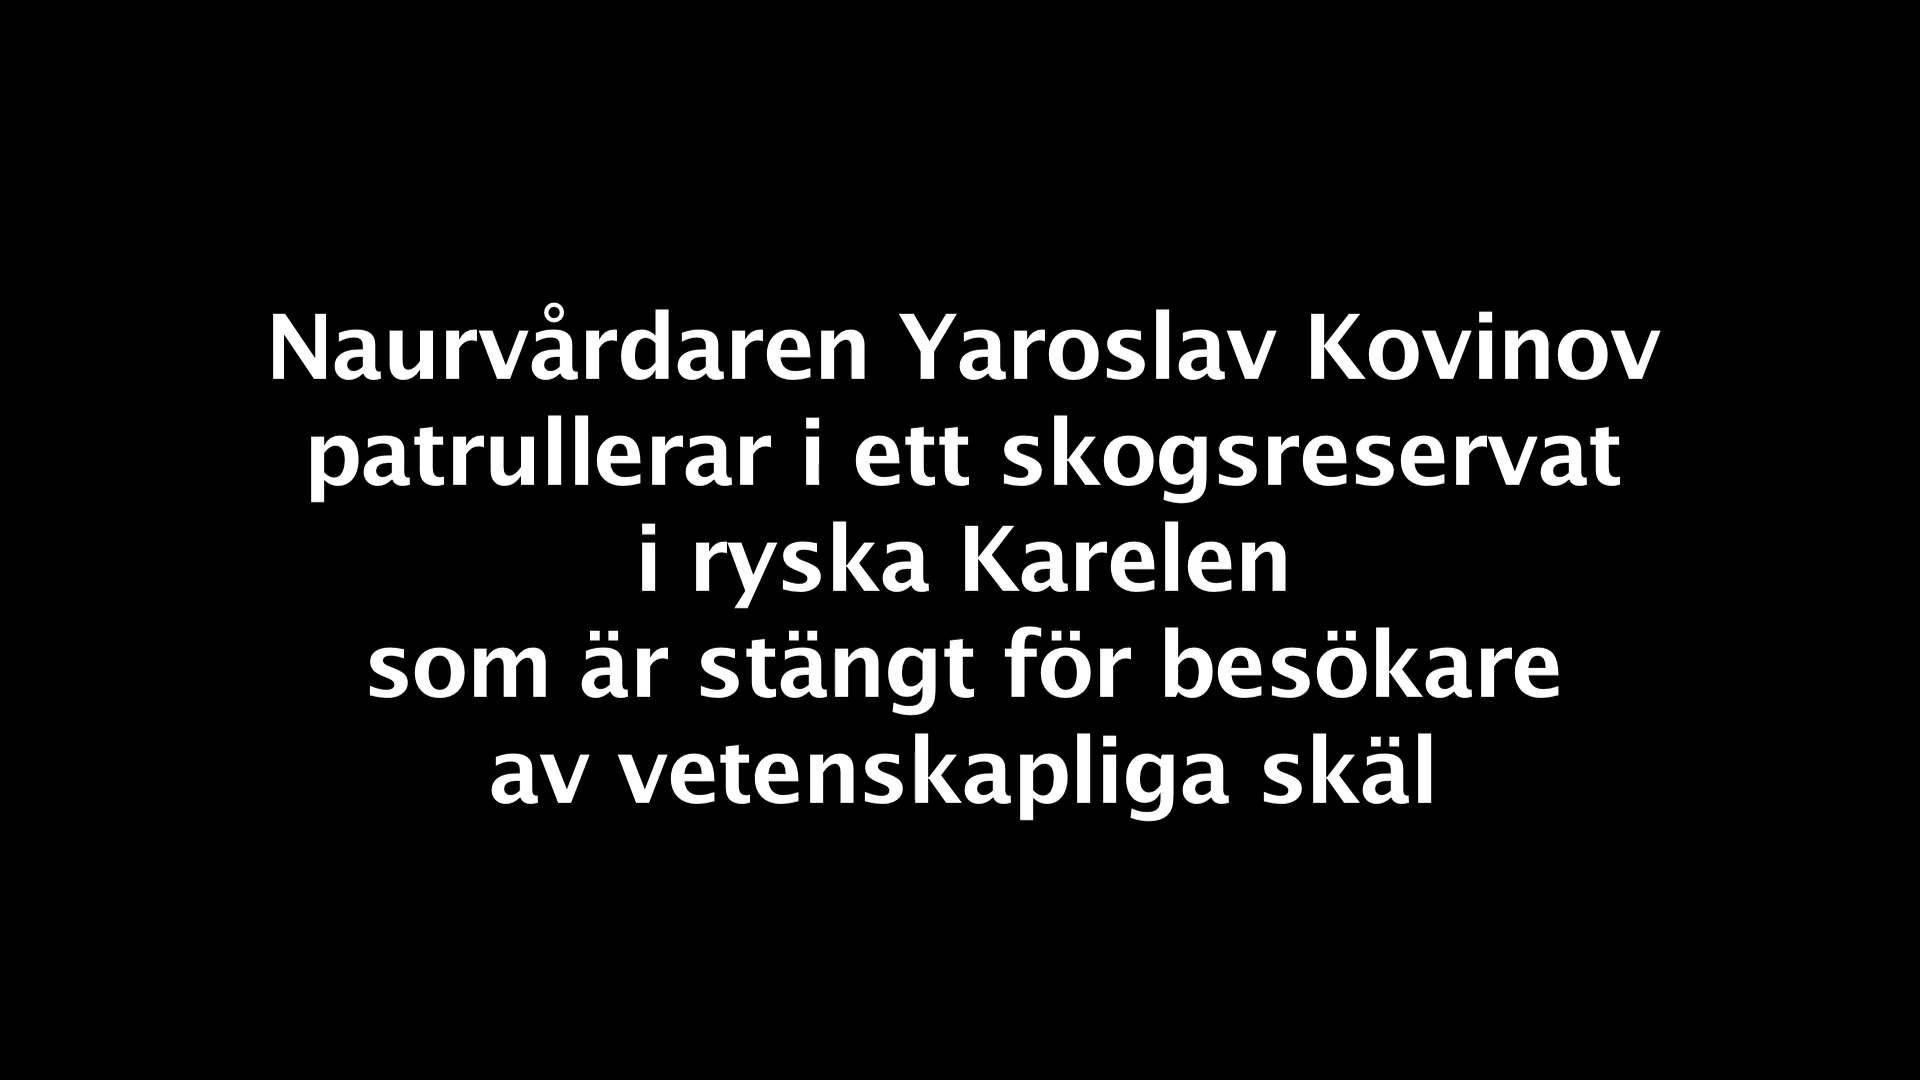 Naurvårdaren Yaroslav Kovinov
patrullerar i ett skogsreservat
i ryska Karelen
som är stängt för besökare
av vetenskapliga skäl